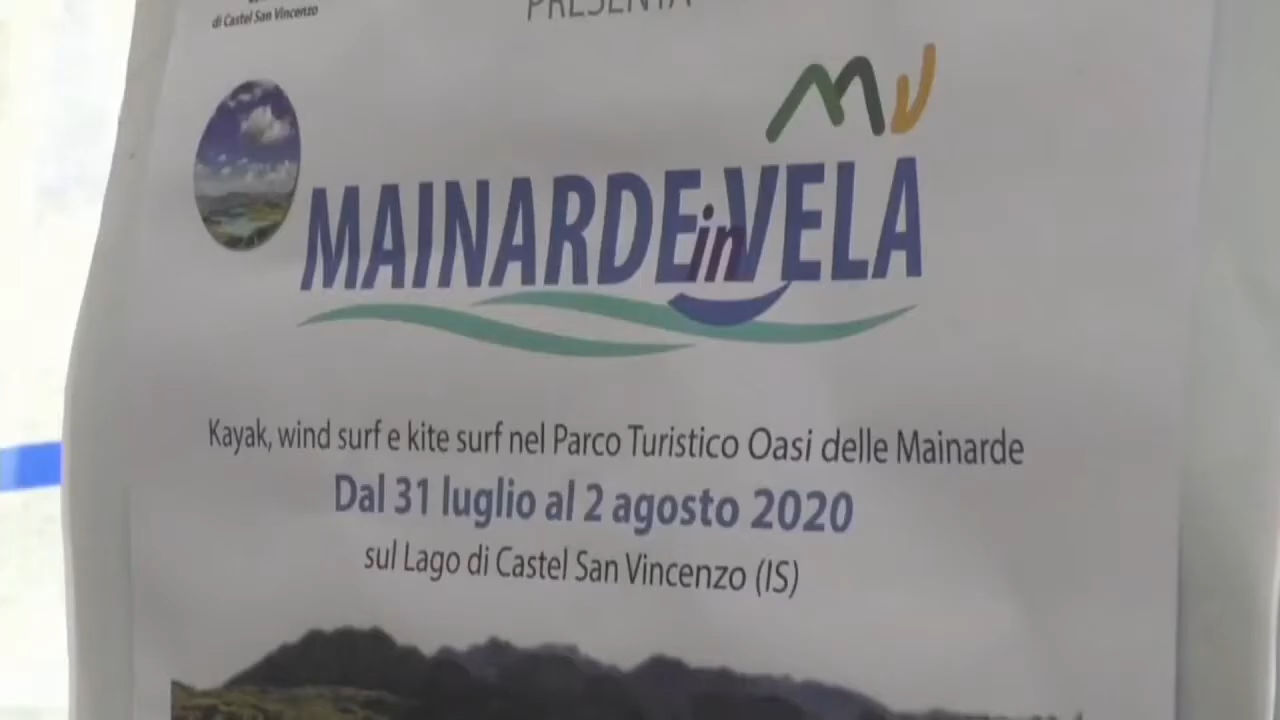 di Castel San Vincenzo
PRESENTA
MV
MAINARDE in VELA
Kayak, wind surf e kite surf nel Parco Turistico Oasi delle Mainarde
Dal 31 luglio al 2 agosto 2020
sul Lago di Castel San Vincenzo (IS)